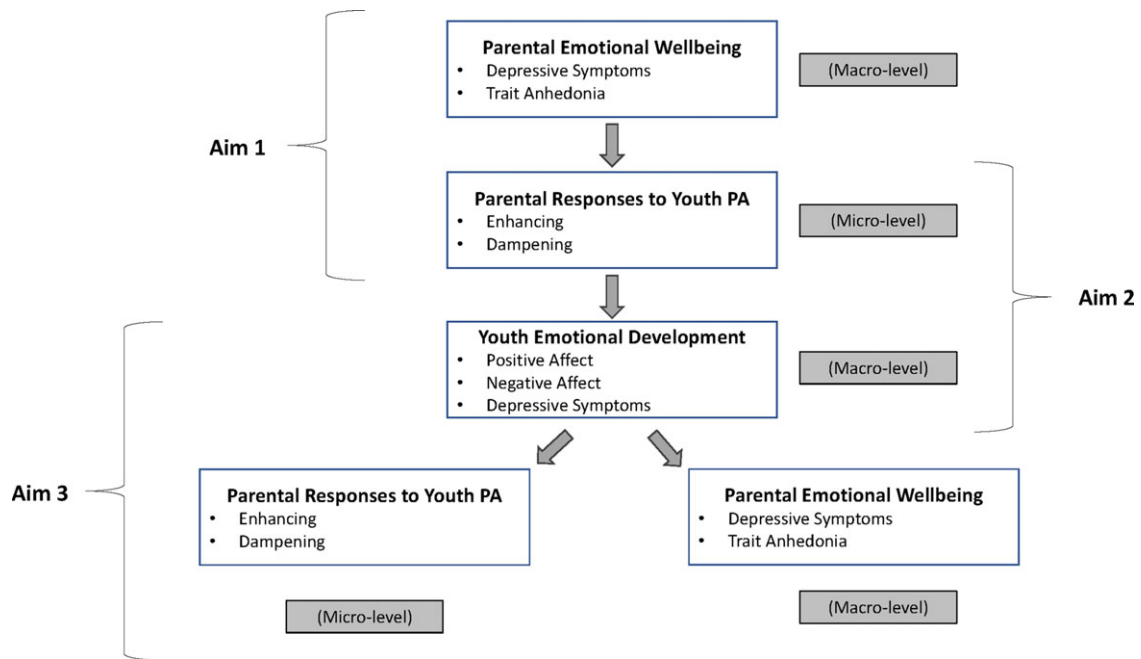 Parental Emotional Wellbeing
• Depressive Symptoms
• Trait Anhedonia
(Macro-level)
Aim 1
Parental Responses to Youth PA
• Enhancing
• Dampening
(Micro-level)
Aim 2
Youth Emotional Development
• Positive Affect
• Negative Affect
• Depressive Symptoms
(Macro-level)
Aim 3
Parental Responses to Youth PA
• Enhancing
• Dampening
(Micro-level)
Parental Emotional Wellbeing
• Depressive Symptoms
• Trait Anhedonia
(Macro-level)